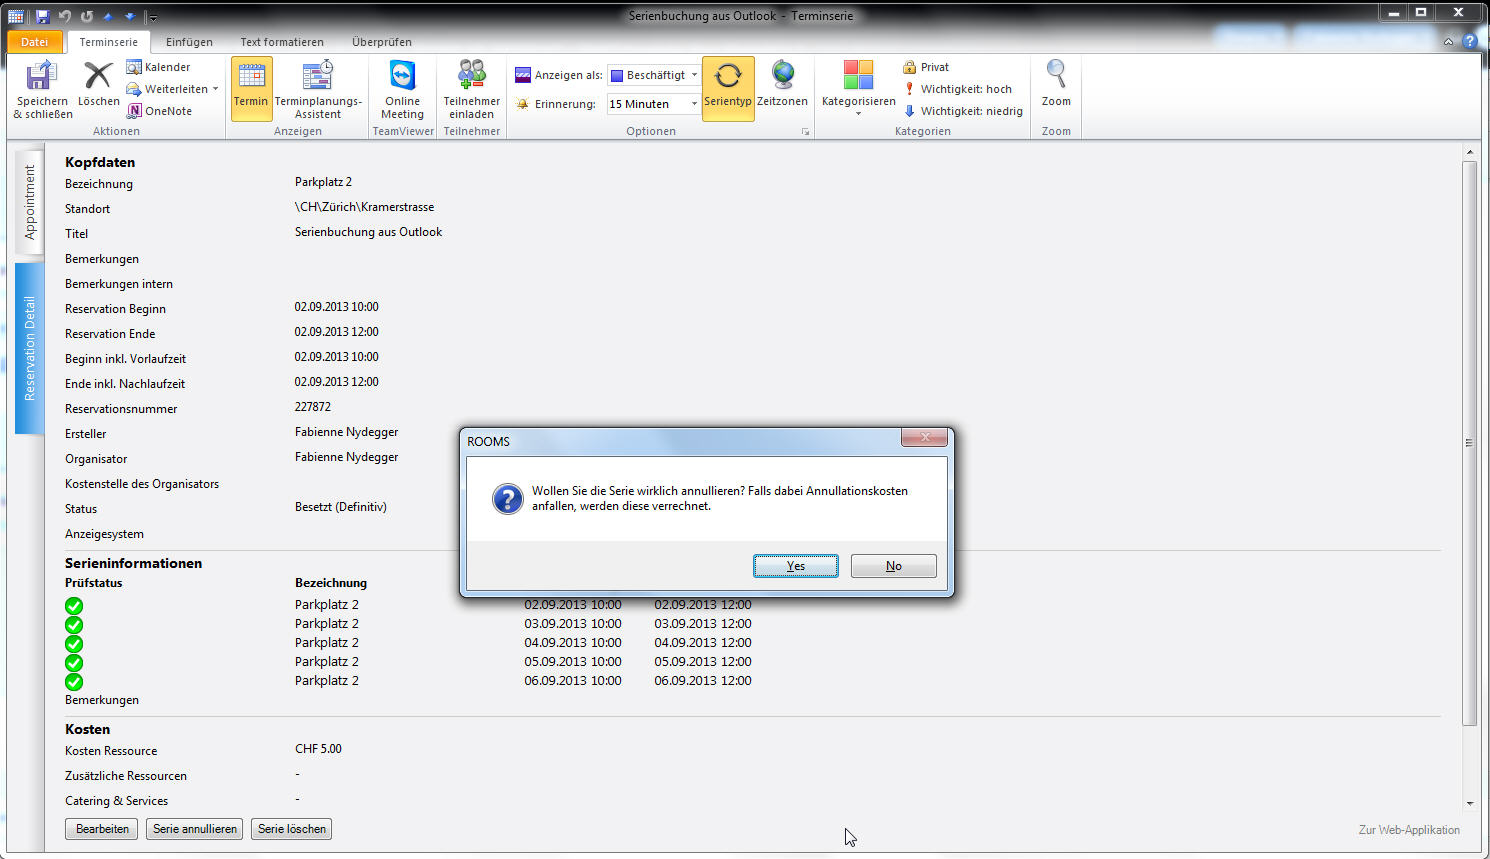 Serienbuchung aus Outlook - Terminserie
Datei Terminserie Einfügen Text formatieren Überprüfen
Speichern & schließen
Löschen
Kalender
Weiterleiten
OneNote
Aktionen
Termin
Terminplanungs-Assistent
Anzeigen
Online Meeting
TeamViewer
Teilnehmer einladen
Teilnehmer
Anzeigen als: Beschäftigt
Erinnerung: 15 Minuten
Serientyp
Zeitzonen
Optionen
Kategorisieren
Privat
Wichtigkeit: hoch
Wichtigkeit: niedrig
Kategorien
Zoom
Zoom
Appointment
Reservation Detail
Kopfdaten
Bezeichnung Parkplatz 2
Standort \CH\Zürich\Kramerstrasse
Titel Serienbuchung aus Outlook
Bemerkungen
Bemerkungen intern
Reservation Beginn 02.09.2013 10:00
Reservation Ende 02.09.2013 12:00
Beginn inkl. Vorlaufzeit 02.09.2013 10:00
Ende inkl. Nachlaufzeit 02.09.2013 12:00
Reservationsnummer 227872
Ersteller Fabienne Nydegger
Organisator Fabienne Nydegger
Kostenstelle des Organisators
Status Besetzt (Definitiv)
Anzeigesystem
ROOMS
Wollen Sie die Serie wirklich annullieren? Falls dabei Annullationskosten
anfallen, werden diese verrechnet.
Yes No
Serieninformationen
Prüfstatus Bezeichnung
Parkplatz 2 02.09.2013 10:00 02.09.2013 12:00
Parkplatz 2 03.09.2013 10:00 03.09.2013 12:00
Parkplatz 2 04.09.2013 10:00 04.09.2013 12:00
Parkplatz 2 05.09.2013 10:00 05.09.2013 12:00
Parkplatz 2 06.09.2013 10:00 06.09.2013 12:00
Bemerkungen
Kosten
Kosten Ressource CHF 5.00
Zusätzliche Ressourcen -
Catering & Services -
Bearbeiten Serie annullieren Serie löschen Zur Web-Applikation